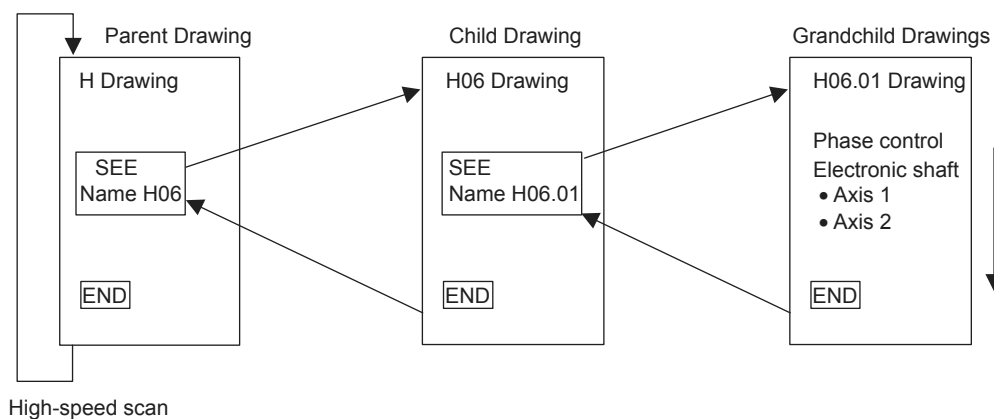 Parent Drawing
Child Drawing
Grandchild Drawings
H Drawing
SEE
Name H06
END
H06 Drawing
SEE
Name H06.01
END
H06.01 Drawing
Phase control
Electronic shaft
• Axis 1
• Axis 2
END
High-speed scan